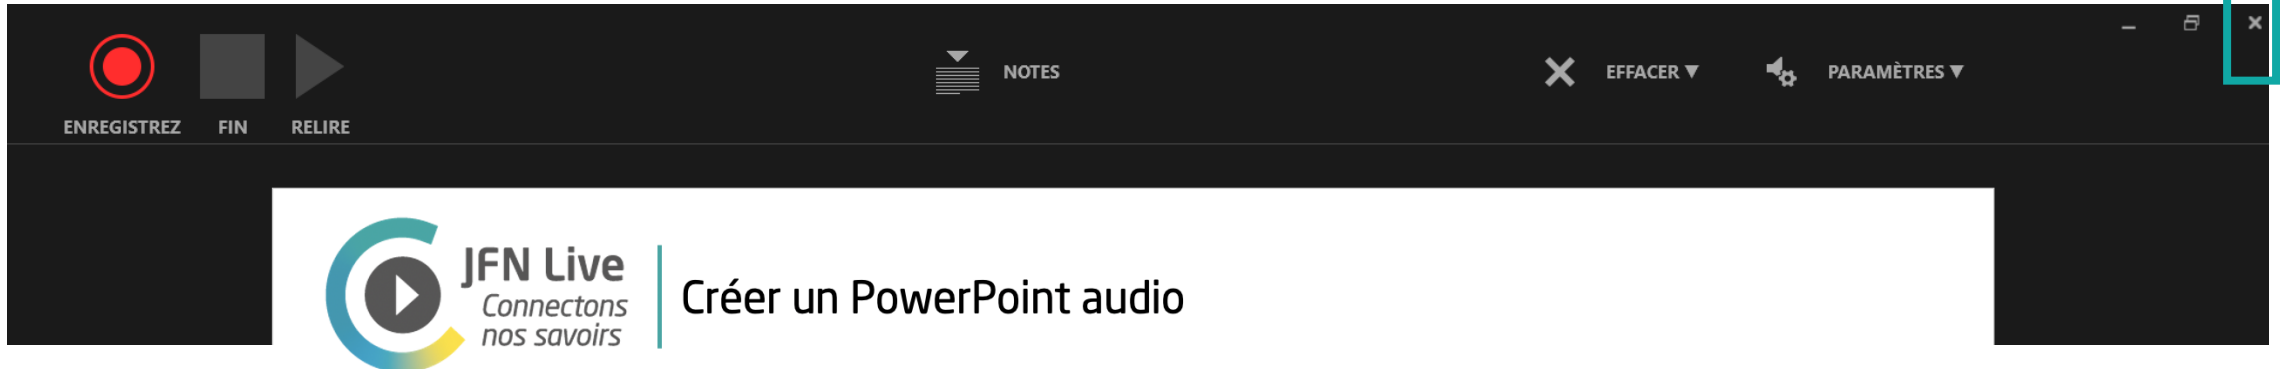 ENREGISTREZ FIN RELIRE
NOTES
EFFACER
PARAMÈTRES
JFN Live
Connectons
nos savoirs
Créer un PowerPoint audio